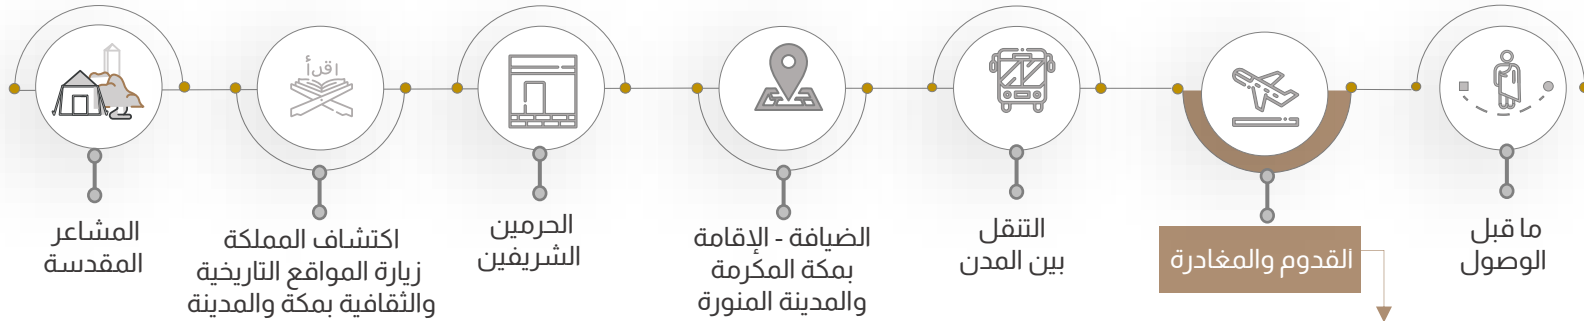 ما قبل
الوصول
القدوم والمغادرة
التنقل
بين المدن
الضيافة - الإقامة
بمكة المكرمة
والمدينة المنورة
الحرمين
الشريفين
اقرأ
اكتشاف المملكة
زيارة المواقع التاريخية
والثقافية بمكة والمدينة
المشاعر
المقدسة